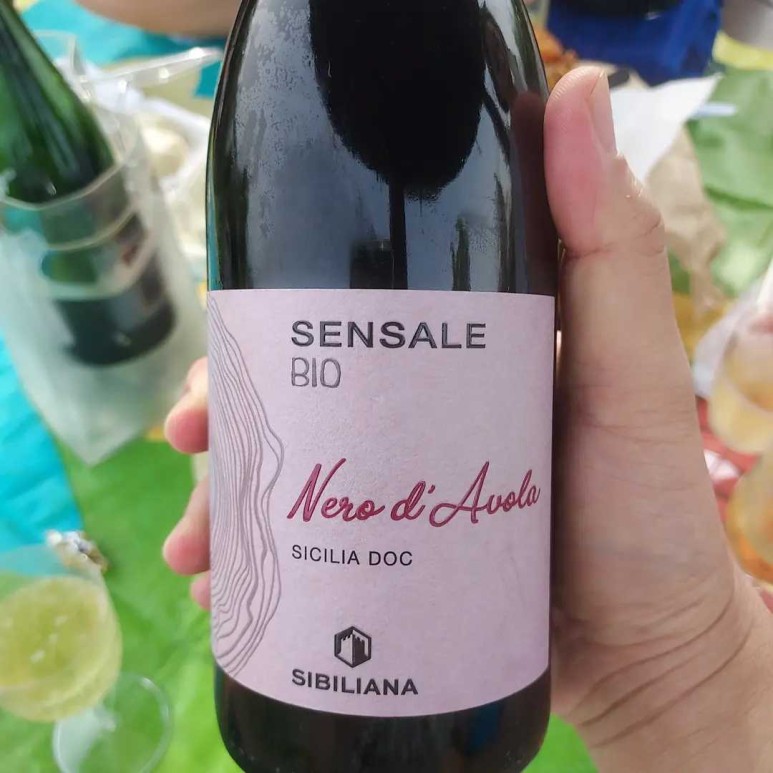 SENSALE
BIO
Nero d'Avola
SICILIA DOC
SIBILIANA